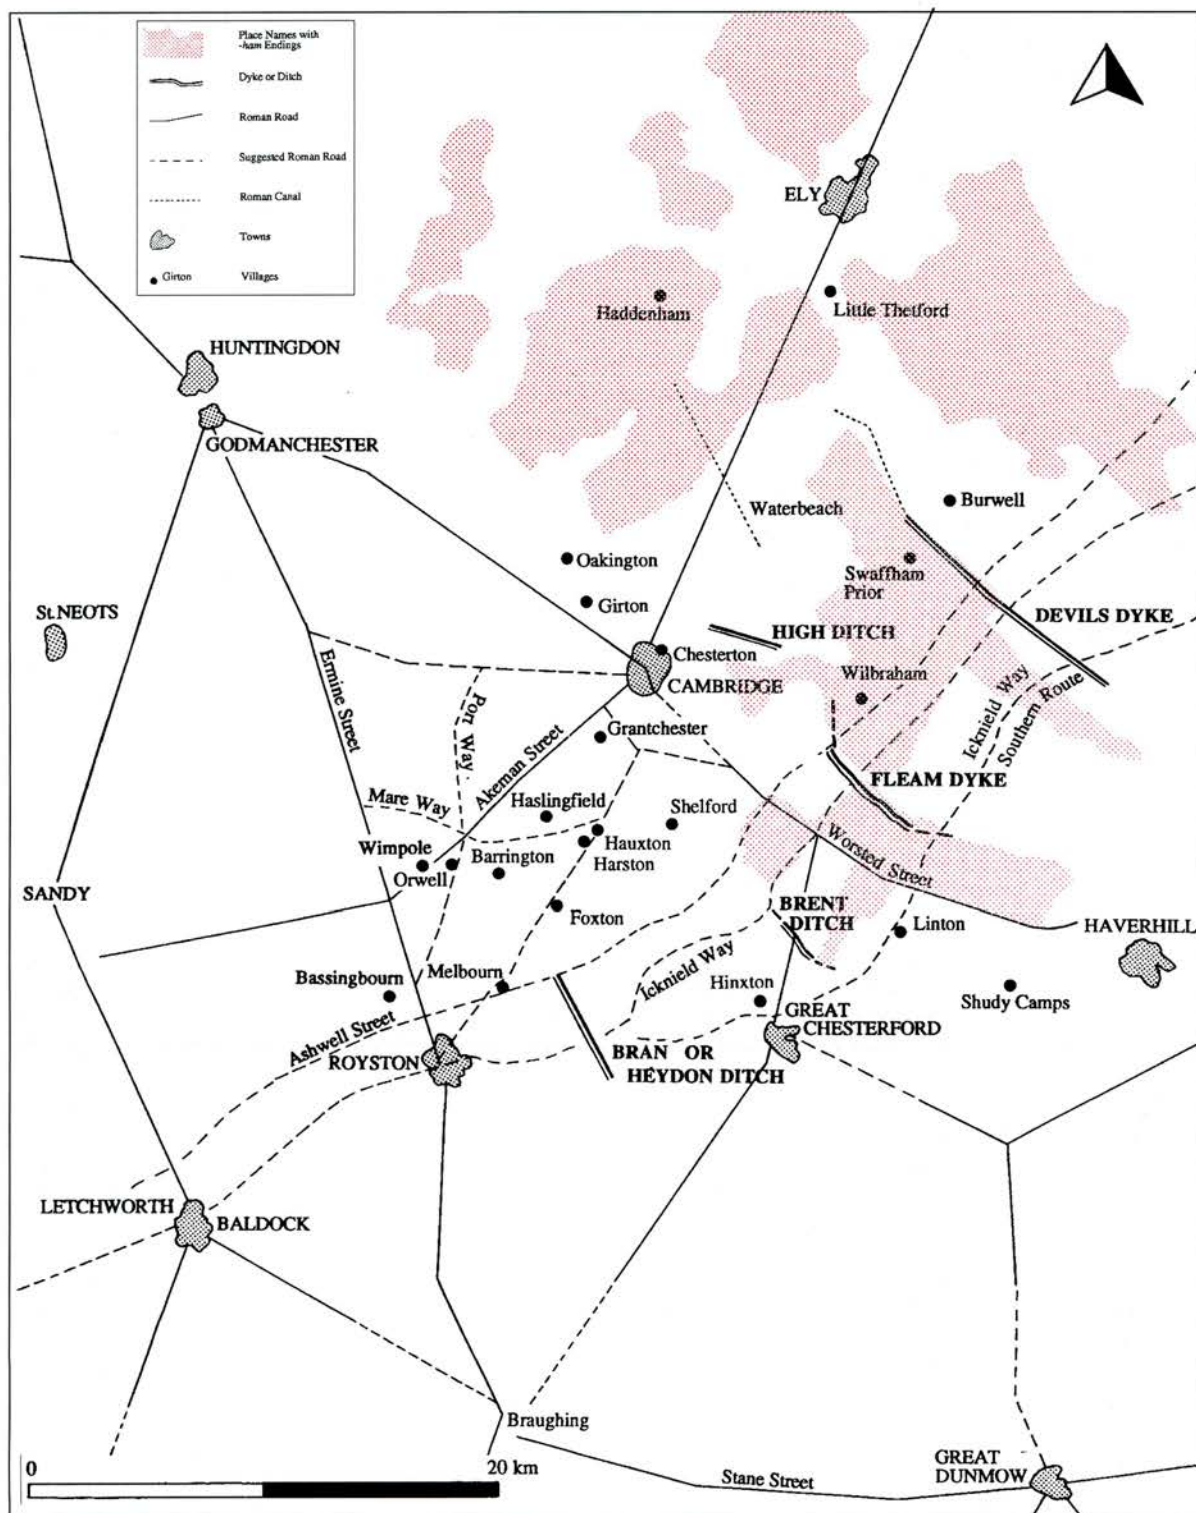 Place Names with
-ham Endings
Dyke or Ditch
Roman Road
Suggested Roman Road
Roman Canal
Towns
Girton
Villages
ELY
Haddenham
Little Thetford
HUNTINGDON
GODMANCHESTER
Waterbeach
Burwell
Oakington
Swaffham
Prior
Girton
St.NEOTS
HIGH DITCH
DEVILS DYKE
Chesterton
CAMBRIDGE
Wilbraham
Ermine Street
Port Way
Akeman Street
Grantchester
Icknield Way
Southern Route
FLEAM DYKE
Mare Way
Haslingfield
Shelford
Hauxton
Harston
Wimpole
Orwell
Barrington
Worsted Street
SANDY
Foxton
BRENT
DITCH
Linton
HAVERHILL
Bassingbourn
Melbourn
Icknield Way
Hinxton
Shudy Camps
GREAT
CHESTERFORD
Ashwell Street
ROYSTON
BRAN OR
HEYDON DITCH
LETCHWORTH
BALDOCK
Braughing
0
20 km
Stane Street
GREAT
DUNMOW